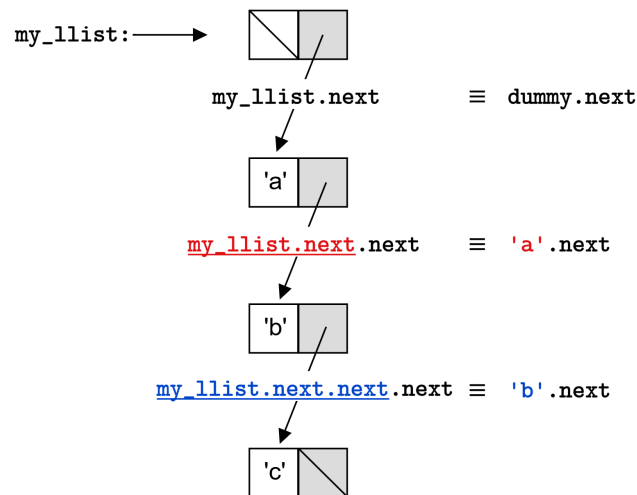 my_llist:
my_llist.next ≡ dummy.next
'a'
my_llist.next.next ≡ 'a'.next
'b'
my_llist.next.next.next ≡ 'b'.next
'c'